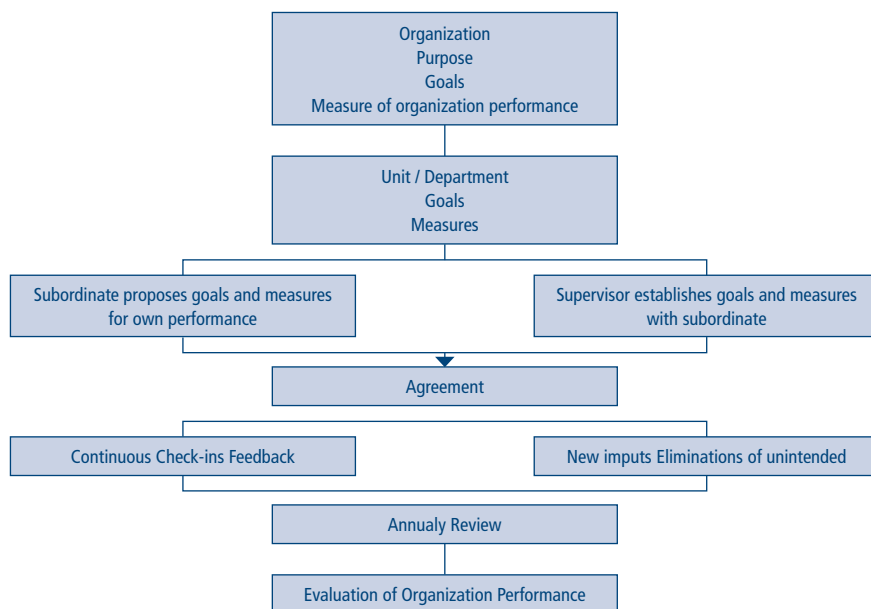 Organization
Purpose
Goals
Measure of organization performance
Unit / Department
Goals
Measures
Subordinate proposes goals and measures
for own performance
Supervisor establishes goals and measures
with subordinate
Agreement
Continuous Check-ins Feedback
New imputs Eliminations of unintended
Annualy Review
Evaluation of Organization Performance